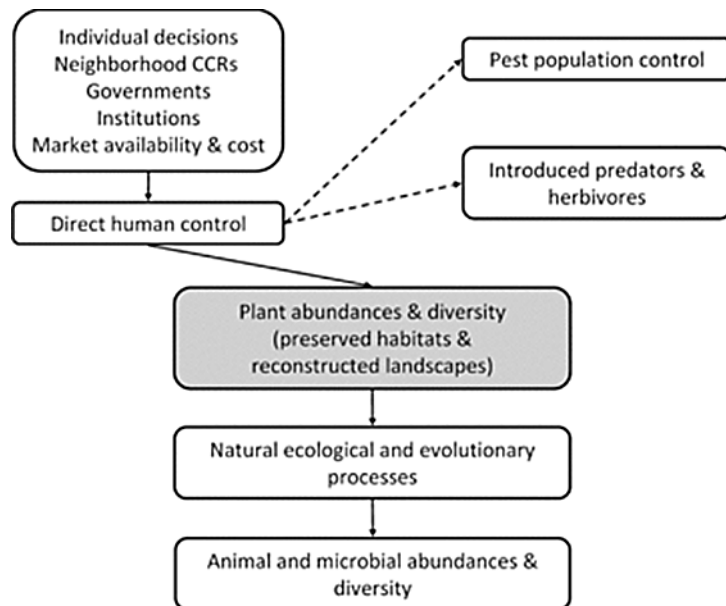 Individual decisions
Neighborhood CCRs
Governments
Institutions
Market availability & cost
Pest population control
Introduced predators &
herbivores
Direct human control
Plant abundances & diversity
(preserved habitats &
reconstructed landscapes)
Natural ecological and evolutionary
processes
Animal and microbial abundances &
diversity